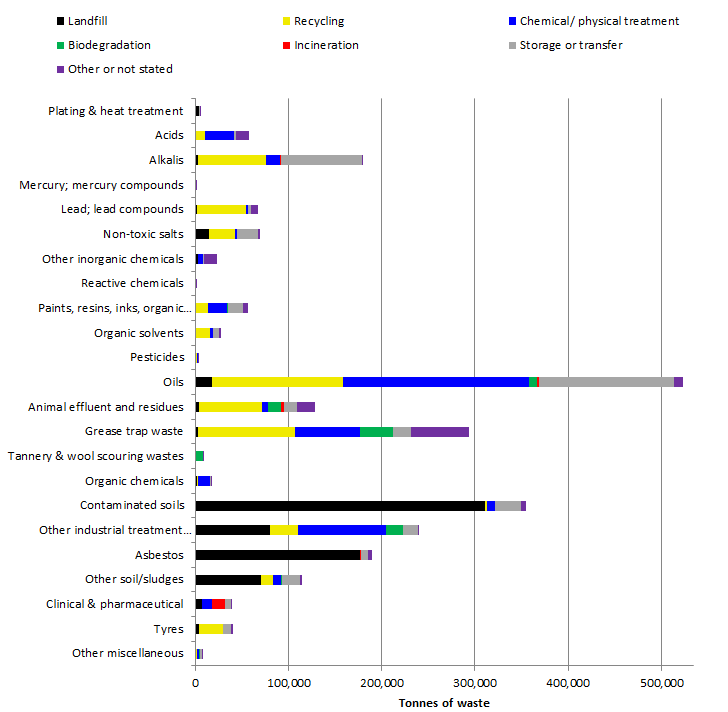 Landfill Recycling Chemical/ physical treatment
Biodegradation Incineration Storage or transfer
Other or not stated
Plating & heat treatment
Acids
Alkalis
Mercury; mercury compounds
Lead; lead compounds
Non-toxic salts
Other inorganic chemicals
Reactive chemicals
Paints, resins, inks, organic...
Organic solvents
Pesticides
Oils
Animal effluent and residues
Grease trap waste
Tannery & wool scouring wastes
Organic chemicals
Contaminated soils
Other industrial treatment...
Asbestos
Other soil/sludges
Clinical & pharmaceutical
Tyres
Other miscellaneous
0 100,000 200,000 300,000 400,000 500,000
Tonnes of waste